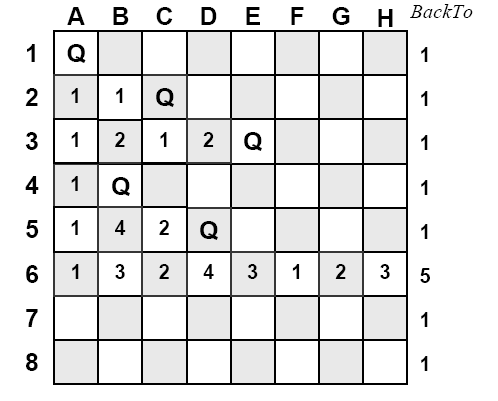 A B C D E F G H BackTo
1 Q 1
2 1 1 Q 1
3 1 2 1 2 Q 1
4 1 Q 1
5 1 4 2 Q 1
6 1 3 2 4 3 1 2 3 5
7 1
8 1